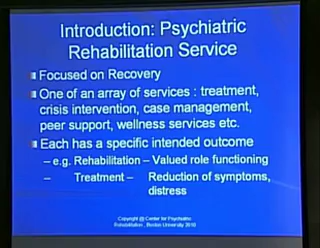 Introduction: Psychiatric
Rehabilitation Service
Focused on Recovery
One of an array of services : treatment,
crisis intervention, case management,
peer support, wellness services etc.
Each has a specific intended outcome
– e.g. Rehabilitation – Valued role functioning
– Treatment – Reduction of symptoms,
distress
Copyright @ Center for Psychiatric
Rehabilitation , Boston University 2010